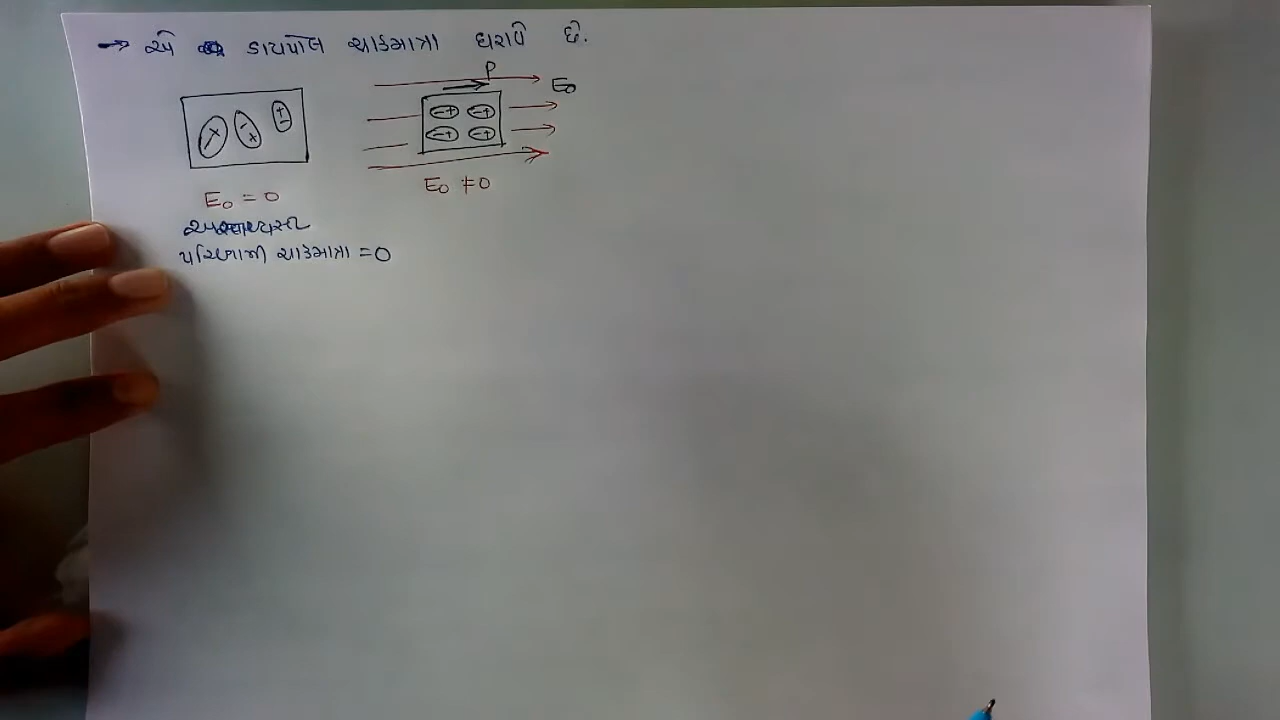 → એ ડાયપોલ ચાકમાત્રા ધરાવે છે.
P
E₀
E₀ = 0
E₀ ≠ 0
પરિણામી ચાકમાત્રા = 0